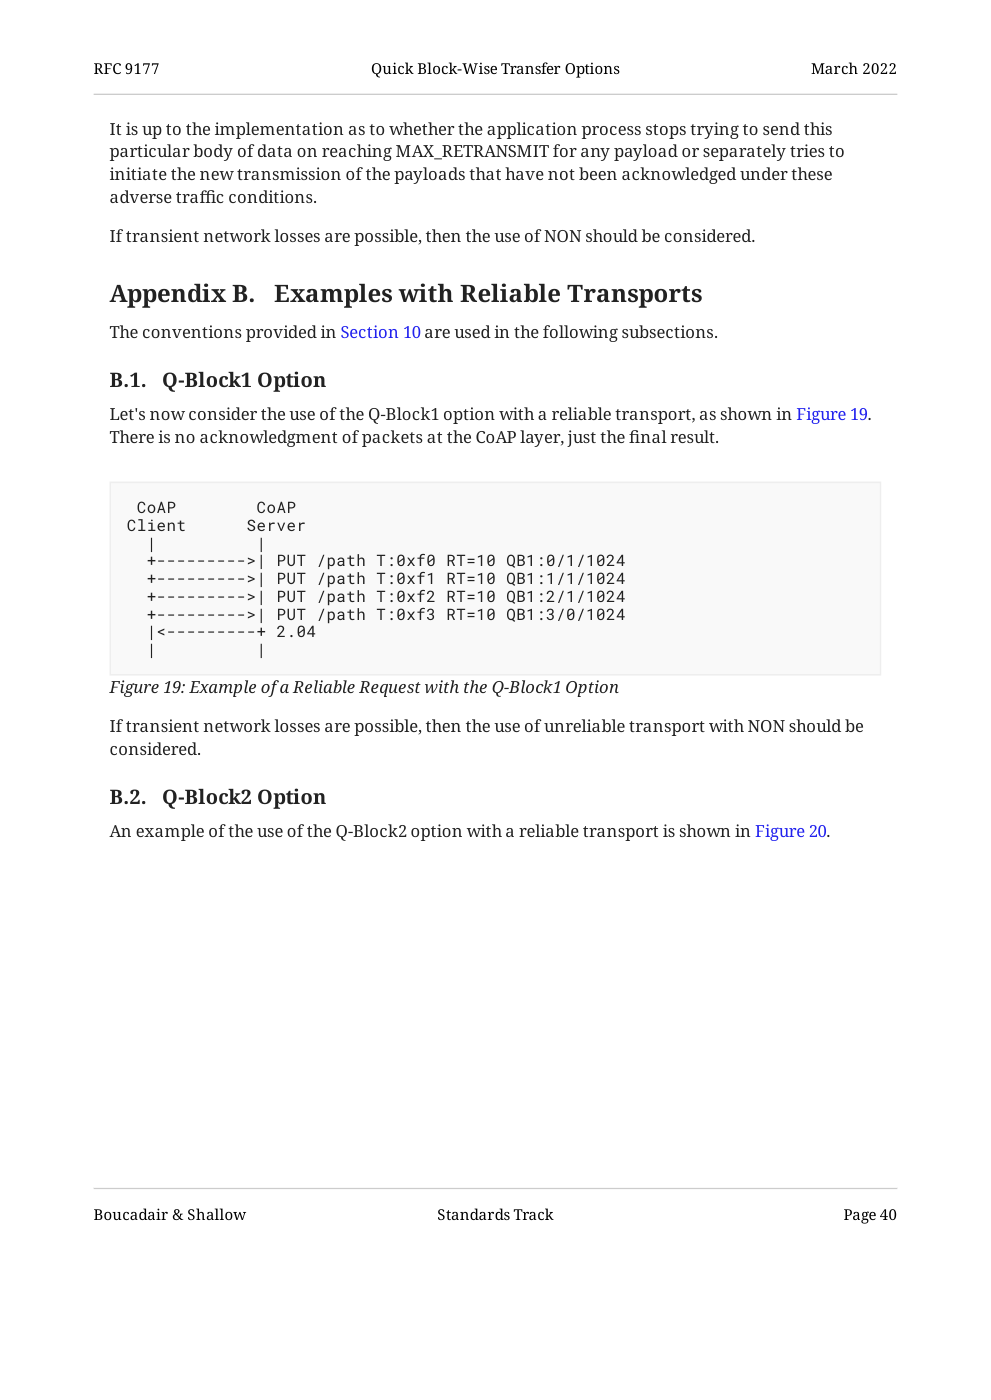 RFC 9177 Quick Block-Wise Transfer Options March 2022
It is up to the implementation as to whether the application process stops trying to send this
particular body of data on reaching MAX_RETRANSMIT for any payload or separately tries to
initiate the new transmission of the payloads that have not been acknowledged under these
adverse traffic conditions.
If transient network losses are possible, then the use of NON should be considered.
Appendix B. Examples with Reliable Transports
The conventions provided in Section 10 are used in the following subsections.
B.1. Q-Block1 Option
Let's now consider the use of the Q-Block1 option with a reliable transport, as shown in Figure 19.
There is no acknowledgment of packets at the CoAP layer, just the final result.
 CoAP        CoAP
Client      Server
  |          |
  +--------->| PUT /path T:0xf0 RT=10 QB1:0/1/1024
  +--------->| PUT /path T:0xf1 RT=10 QB1:1/1/1024
  +--------->| PUT /path T:0xf2 RT=10 QB1:2/1/1024
  +--------->| PUT /path T:0xf3 RT=10 QB1:3/0/1024
  |<---------+ 2.04
  |          |
Figure 19: Example of a Reliable Request with the Q-Block1 Option
If transient network losses are possible, then the use of unreliable transport with NON should be
considered.
B.2. Q-Block2 Option
An example of the use of the Q-Block2 option with a reliable transport is shown in Figure 20.
Boucadair & Shallow Standards Track Page 40